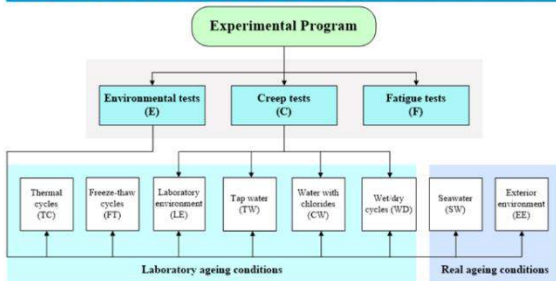 Experimental Program
Environmental tests
(E)
Creep tests
(C)
Fatigue tests
(F)
Thermal
cycles
(TC)
Freeze-thaw
cycles
(FT)
Laboratory
environment
(LE)
Tap water
(TW)
Water with
chlorides
(CW)
Wet/dry
cycles (WD)
Seawater
(SW)
Exterior
environment
(EE)
Laboratory ageing conditions
Real ageing conditions